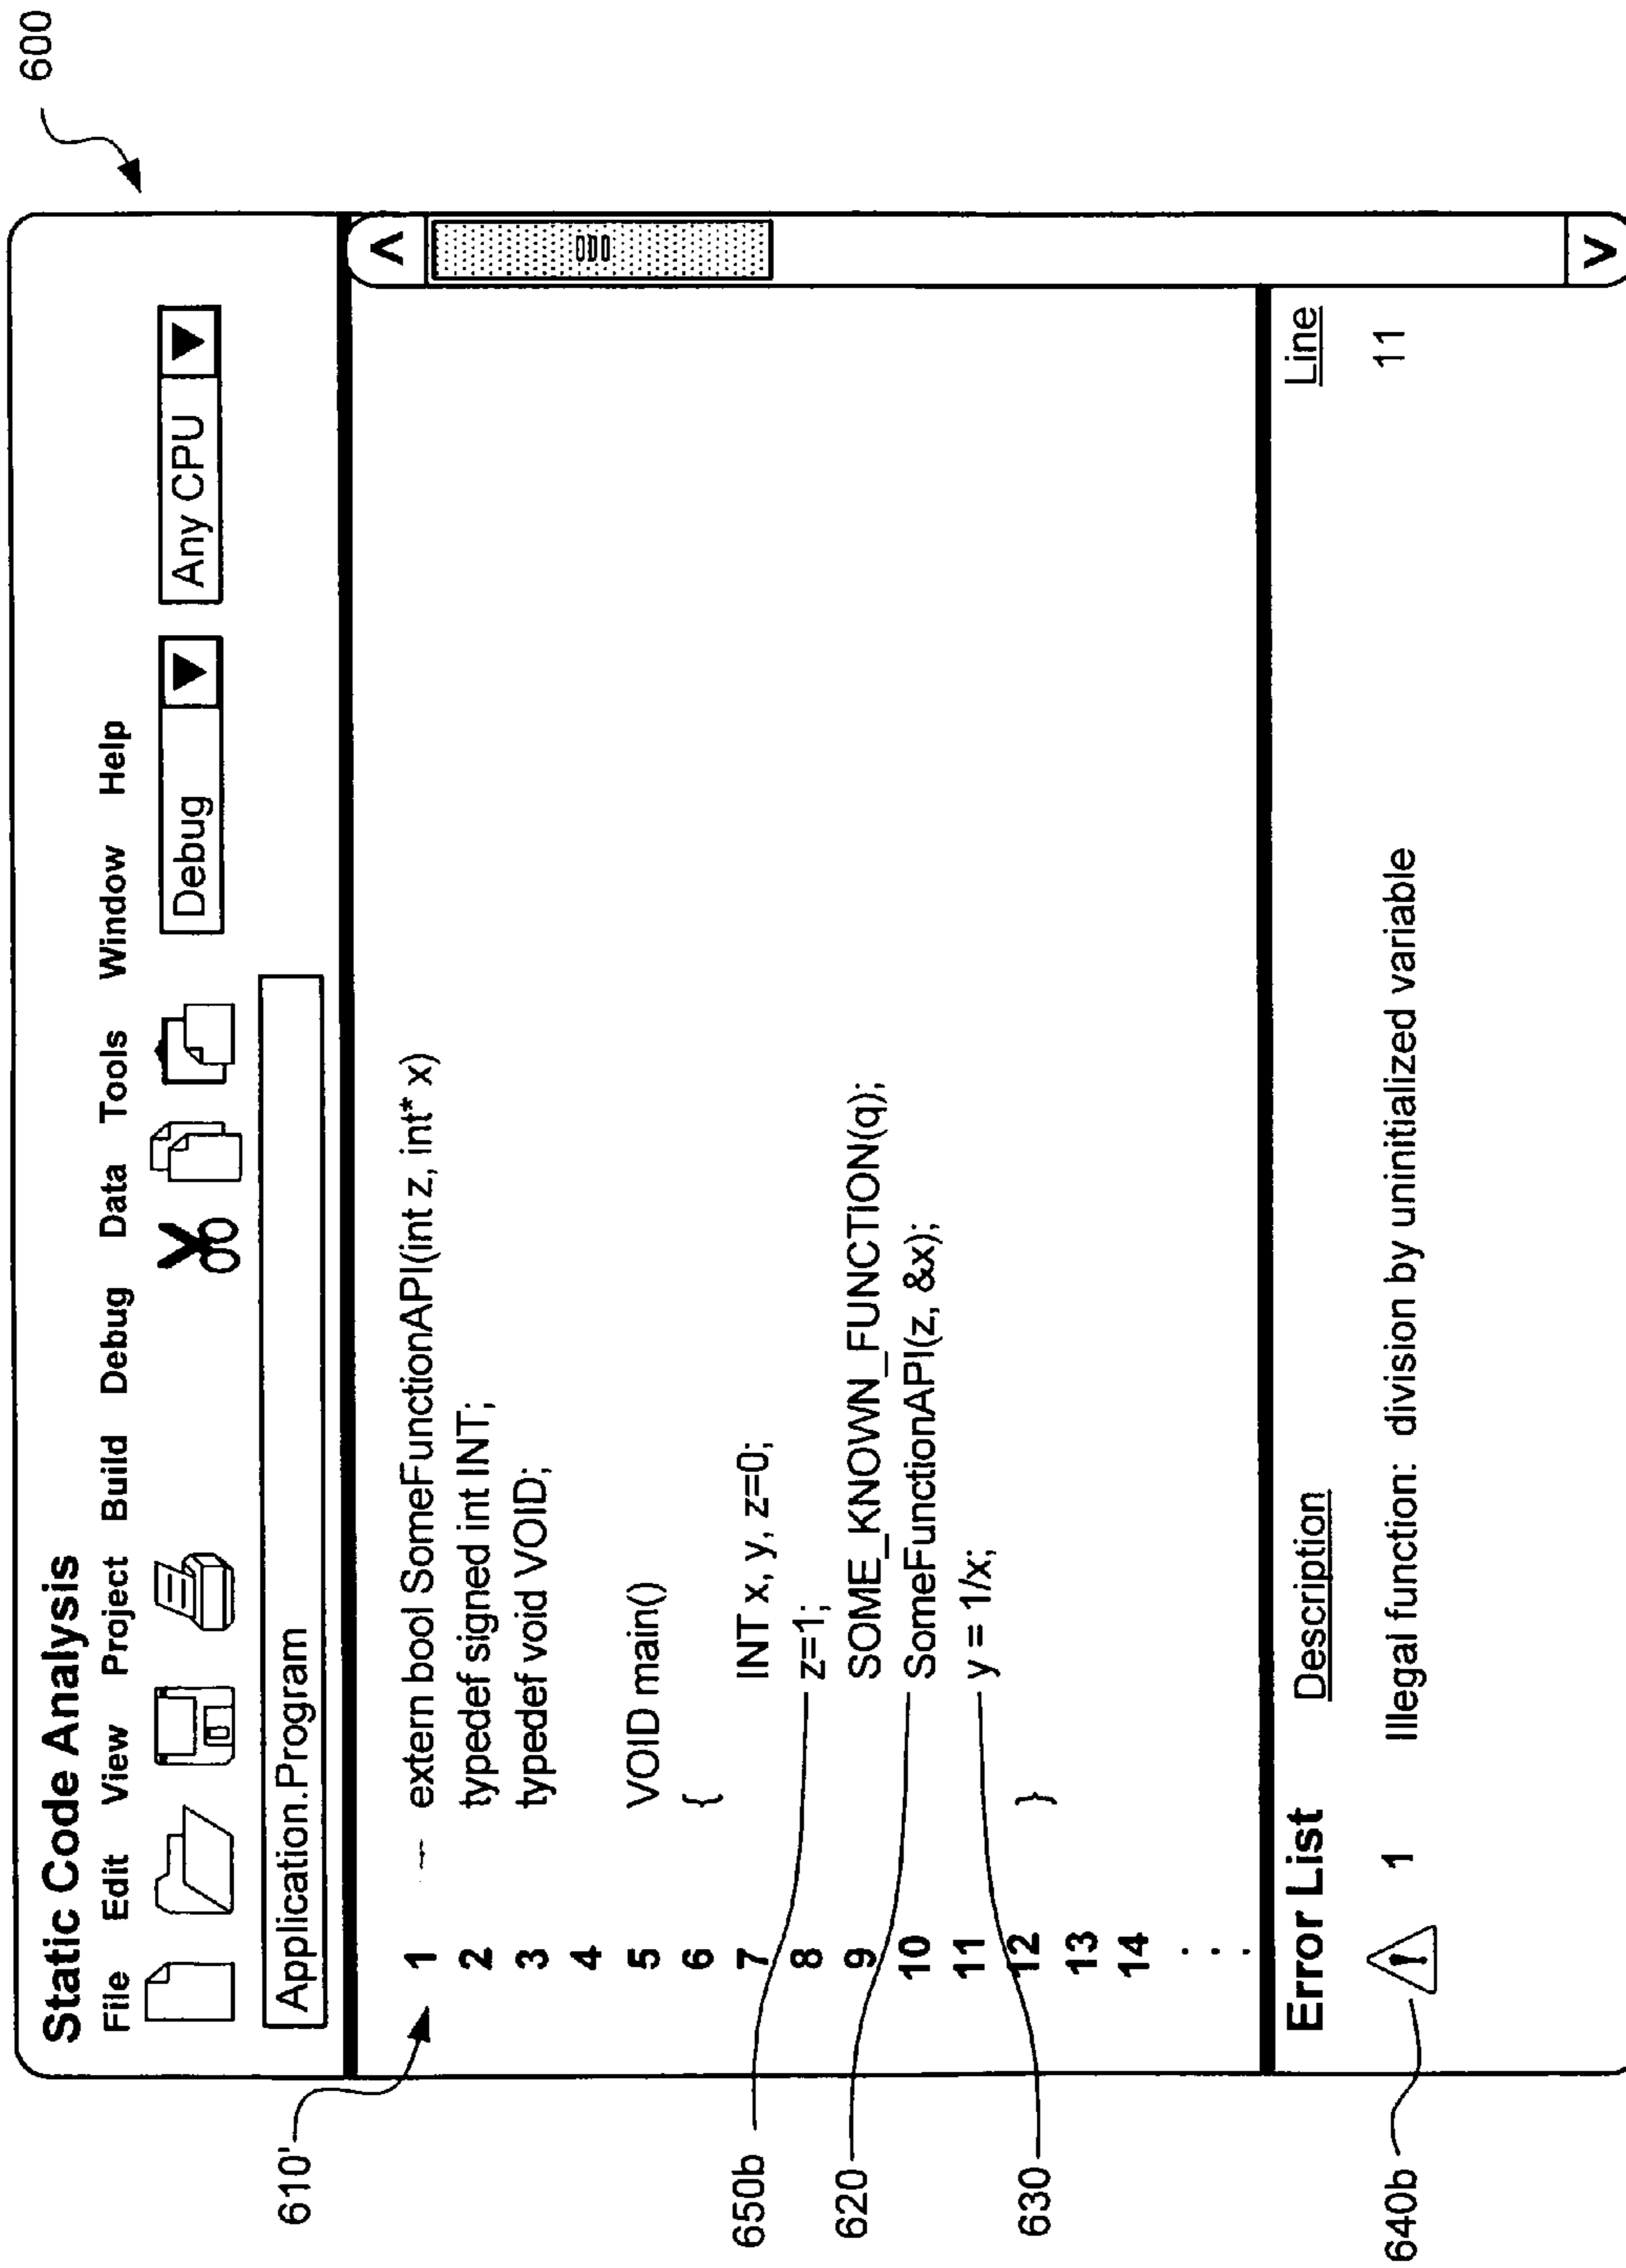 600
Static Code Analysis
File Edit View Project Build Debug Data Tools Window Help
Debug Any CPU
Application.Program
610'
1 extern bool SomeFunctionAPI(int z, int* x)
2 typedef signed int INT;
3 typedef void VOID;
4
5 VOID main()
6 {
7 INT x, y, z=0;
650b
8 z=1;
9 SOME_KNOWN_FUNCTION(q);
620
10 SomeFunctionAPI(z, &x);
11 y = 1/x;
630
12 }
13
14
Error List Description Line
640b
1 Illegal function: division by uninitialized variable 11